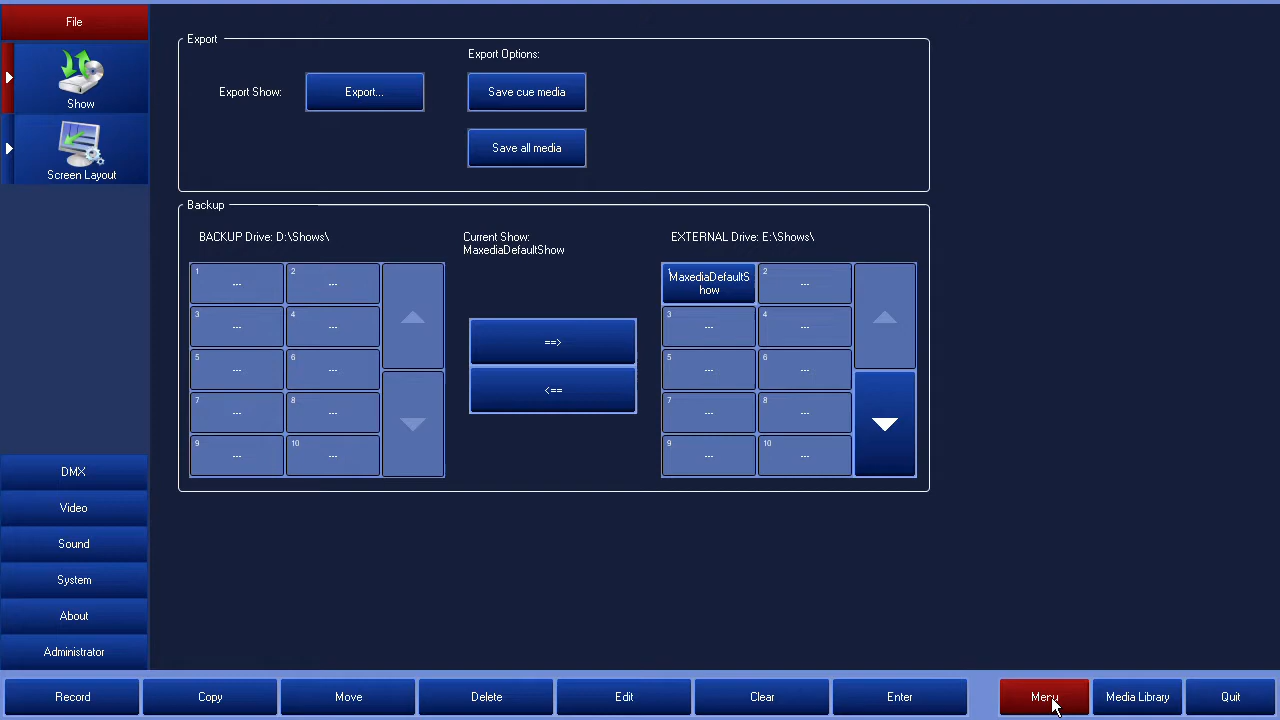 File
Show
Screen Layout
Export
Export Options:
Export Show:
Export...
Save cue media
Save all media
Backup
BACKUP Drive: D:\Shows\
Current Show:
MaxediaDefaultShow
EXTERNAL Drive: E:\Shows\
1 ---
2 ---
3 ---
4 ---
5 ---
6 ---
7 ---
8 ---
9 ---
10 ---
==>
<==
1 MaxediaDefaultS
how
2 ---
3 ---
4 ---
5 ---
6 ---
7 ---
8 ---
9 ---
10 ---
DMX
Video
Sound
System
About
Administrator
Record
Copy
Move
Delete
Edit
Clear
Enter
Menu
Media Library
Quit